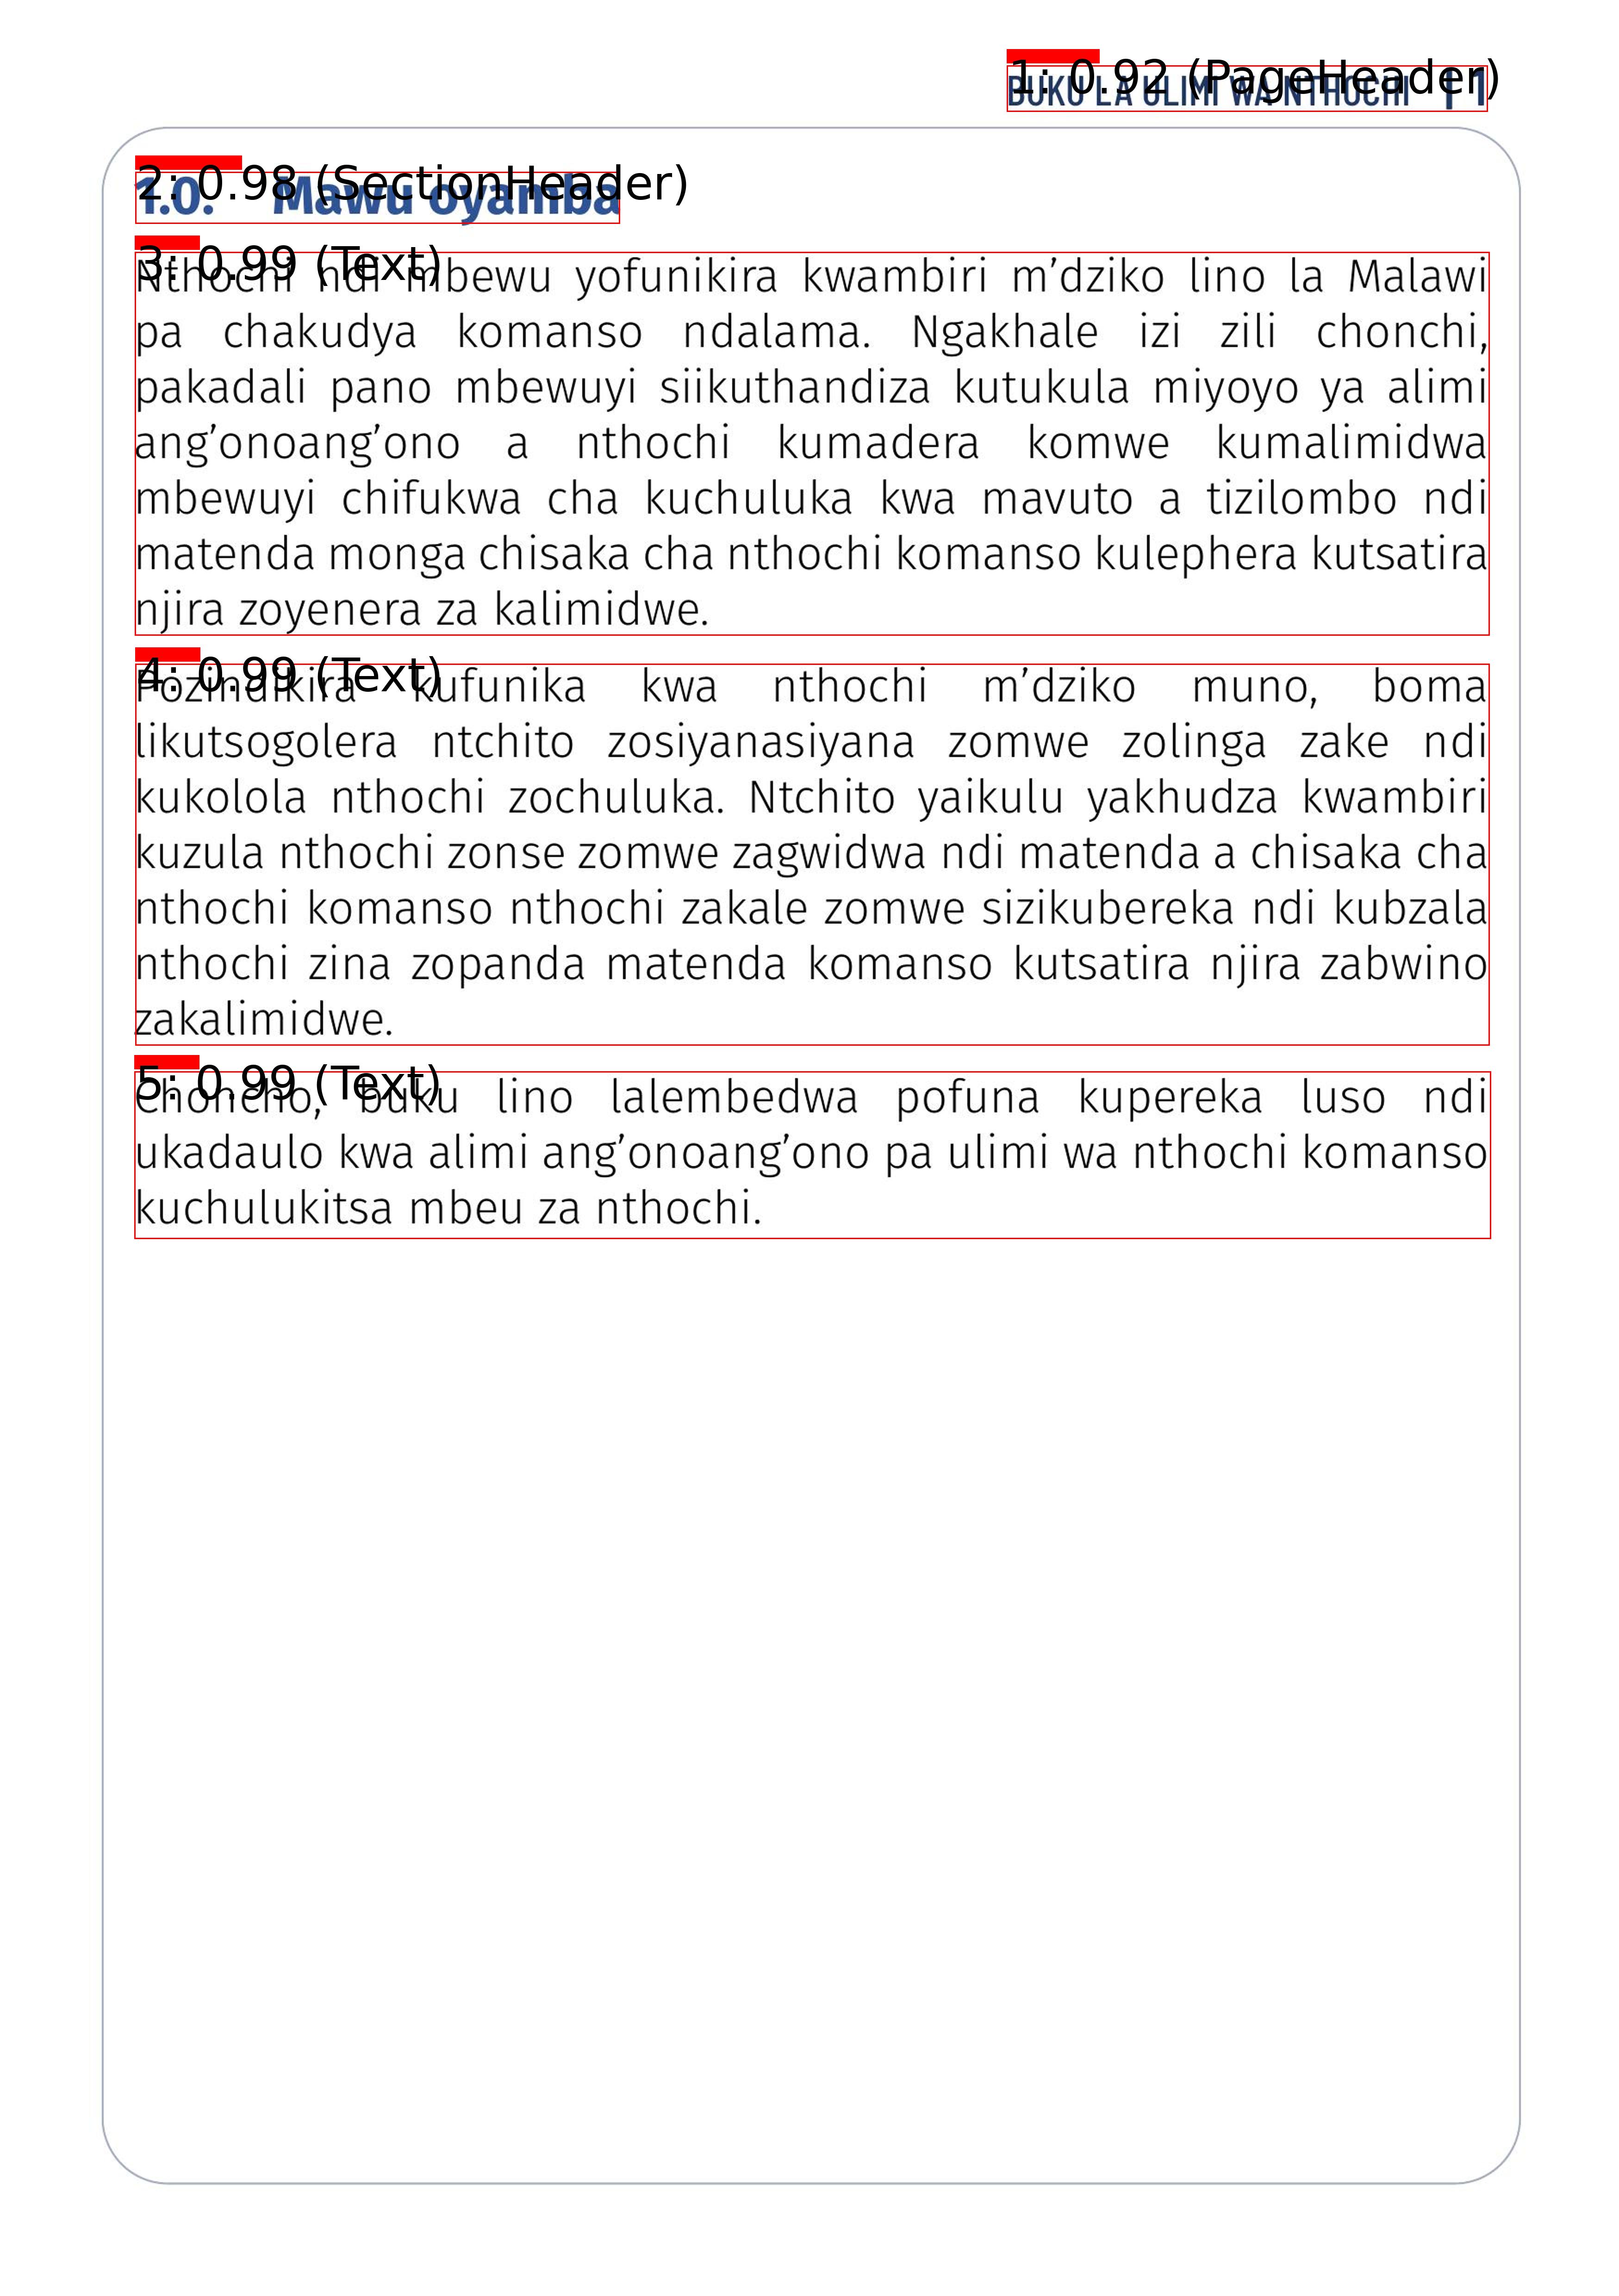 1: 0.92 (PageHeader)
BUKU LA ULIMI WA NTHOCHI | 1
2: 0.98 (SectionHeader)
1.0. Mawu oyamba
3: 0.99 (Text)
Nthochi ndi mbewu yofunikira kwambiri m’dziko lino la Malawi
pa chakudya komanso ndalama. Ngakhale izi zili chonchi,
pakadali pano mbewuyi siikuthandiza kutukula miyoyo ya alimi
ang’onoang’ono a nthochi kumadera komwe kumalimidwa
mbewuyi chifukwa cha kuchuluka kwa mavuto a tizilombo ndi
matenda monga chisaka cha nthochi komanso kulephera kutsatira
njira zoyenera za kalimidwe.
4: 0.99 (Text)
Pozindikira kufunika kwa nthochi m’dziko muno, boma
likutsogolera ntchito zosiyanasiyana zomwe zolinga zake ndi
kukolola nthochi zochuluka. Ntchito yaikulu yakhudza kwambiri
kuzula nthochi zonse zomwe zagwidwa ndi matenda a chisaka cha
nthochi komanso nthochi zakale zomwe sizikubereka ndi kubzala
nthochi zina zopanda matenda komanso kutsatira njira zabwino
zakalimidwe.
5: 0.99 (Text)
Choncho, buku lino lalembedwa pofuna kupereka luso ndi
ukadaulo kwa alimi ang’onoang’ono pa ulimi wa nthochi komanso
kuchulukitsa mbeu za nthochi.